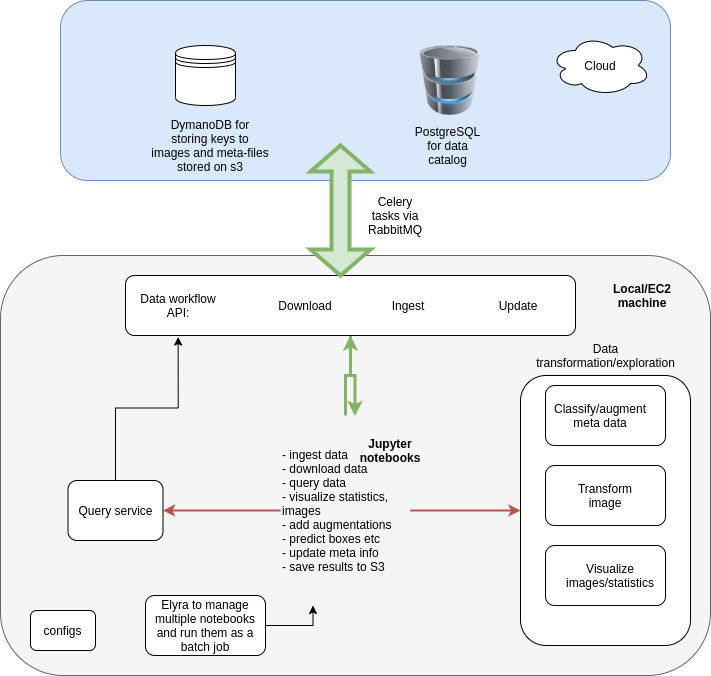 Cloud
DymanoDB for
storing keys to
images and meta-files
stored on s3
PostgreSQL
for data
catalog
Celery
tasks via
RabbitMQ
Local/EC2
machine
Data workflow
API:
Download
Ingest
Update
Data
transformation/exploration
Classify/augment
meta data
Transform
image
Visualize
images/statistics
Jupyter
notebooks
- ingest data
- download data
- query data
- visualize statistics,
images
- add augmentations
- predict boxes etc
- update meta info
- save results to S3
Query service
Elyra to manage
multiple notebooks
and run them as a
batch job
configs